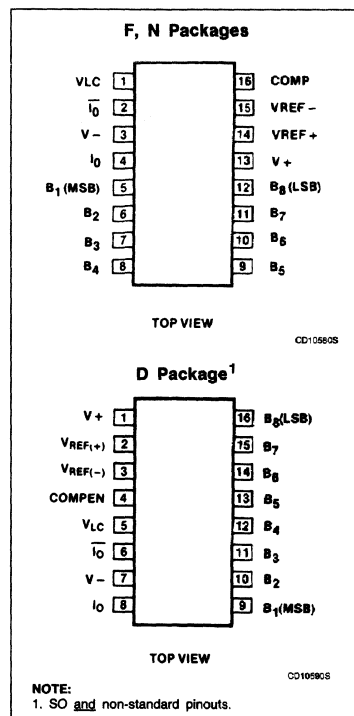 F, N Packages
VLC 1 16 COMP
I̅₀̅ 2 15 VREF -
V- 3 14 VREF +
I₀ 4 13 V +
B₁ (MSB) 5 12 B₈ (LSB)
B₂ 6 11 B₇
B₃ 7 10 B₆
B₄ 8 9 B₅
TOP VIEW
CD10580S
D Package¹
V+ 1 16 B₈(LSB)
VREF(+) 2 15 B₇
VREF(-) 3 14 B₆
COMPEN 4 13 B₅
VLC 5 12 B₄
I̅ₒ̅ 6 11 B₃
V- 7 10 B₂
Iₒ 8 9 B₁(MSB)
TOP VIEW
CD10590S
NOTE:
1. SO and non-standard pinouts.